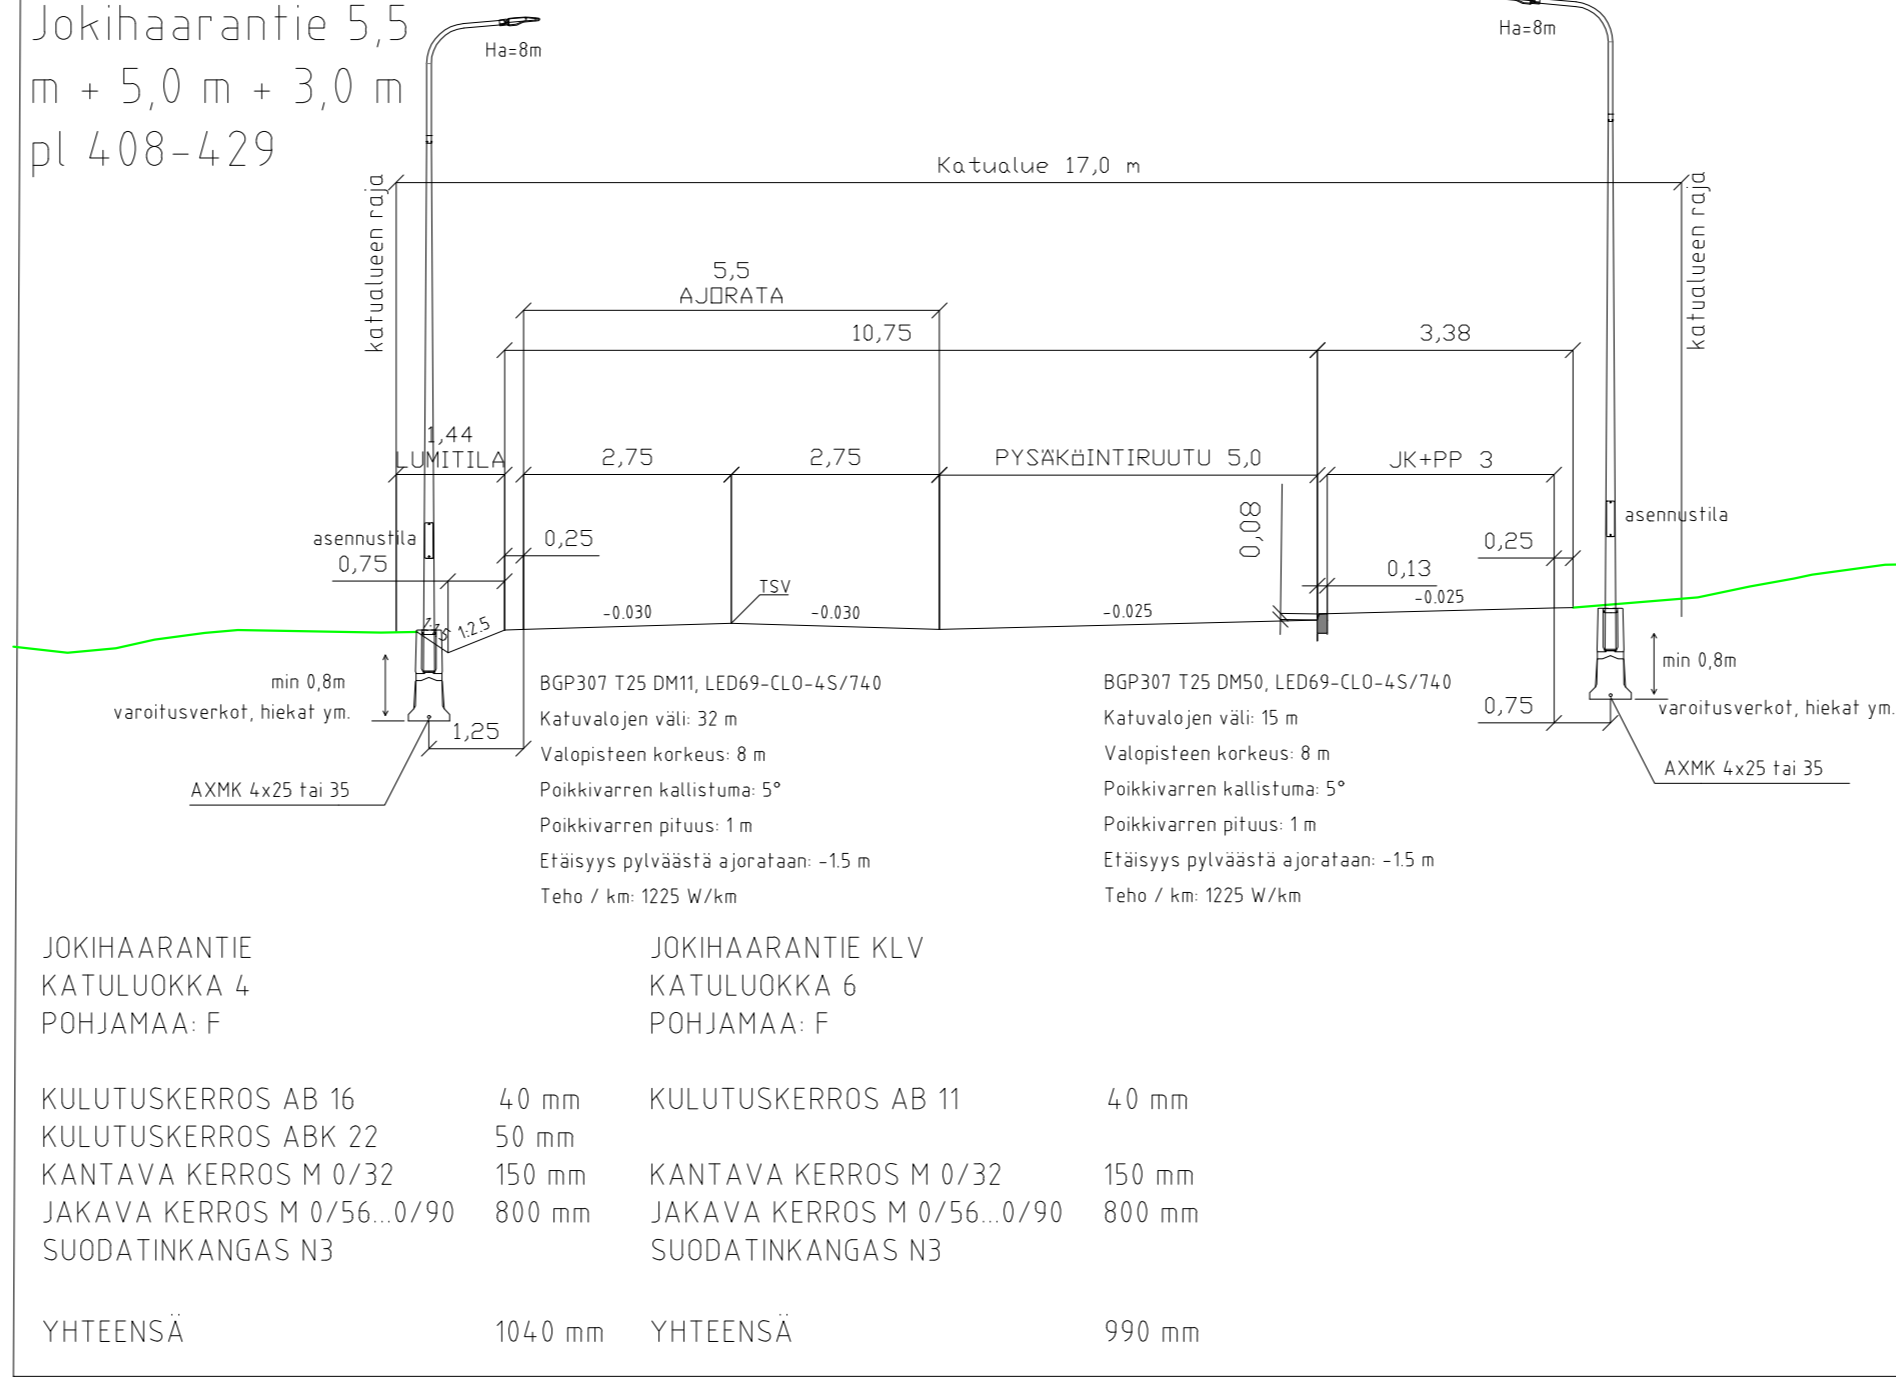 Jokihaarantie 5,5
m + 5,0 m + 3,0 m
pl 408-429
Ha=8m
Ha=8m
Katualue 17,0 m
katualueen raja
katualueen raja
5,5
AJORATA
10,75
3,38
1,44
LUMITILA
2,75
2,75
PYSÄKÖINTIRUUTU 5,0
JK+PP 3
asennustila
0,75
0,25
0,08
0,25
asennustila
0,13
TSV
-0.030
-0.030
-0.025
-0.025
1:1.5
1:2.5
min 0,8m
varoitusverkot, hiekat ym.
1,25
AXMK 4x25 tai 35
BGP307 T25 DM11, LED69-CLO-4S/740
Katuvalojen väli: 32 m
Valopisteen korkeus: 8 m
Poikkivarren kallistuma: 5°
Poikkivarren pituus: 1 m
Etäisyys pylväästä ajorataan: -1.5 m
Teho / km: 1225 W/km
BGP307 T25 DM50, LED69-CLO-4S/740
Katuvalojen väli: 15 m
Valopisteen korkeus: 8 m
Poikkivarren kallistuma: 5°
Poikkivarren pituus: 1 m
Etäisyys pylväästä ajorataan: -1.5 m
Teho / km: 1225 W/km
0,75
min 0,8m
varoitusverkot, hiekat ym.
AXMK 4x25 tai 35
JOKIHAARANTIE
KATULUOKKA 4
POHJAMAA: F
KULUTUSKERROS AB 16 40 mm
KULUTUSKERROS ABK 22 50 mm
KANTAVA KERROS M 0/32 150 mm
JAKAVA KERROS M 0/56...0/90 800 mm
SUODATINKANGAS N3
YHTEENSÄ 1040 mm
JOKIHAARANTIE KLV
KATULUOKKA 6
POHJAMAA: F
KULUTUSKERROS AB 11 40 mm
KANTAVA KERROS M 0/32 150 mm
JAKAVA KERROS M 0/56...0/90 800 mm
SUODATINKANGAS N3
YHTEENSÄ 990 mm